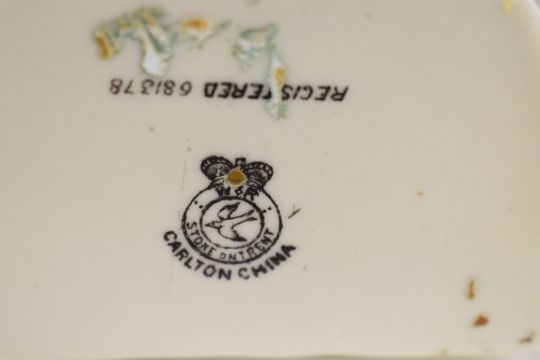 REGISTERED 681378
W & R
STOKE ON TRENT
CARLTON CHINA